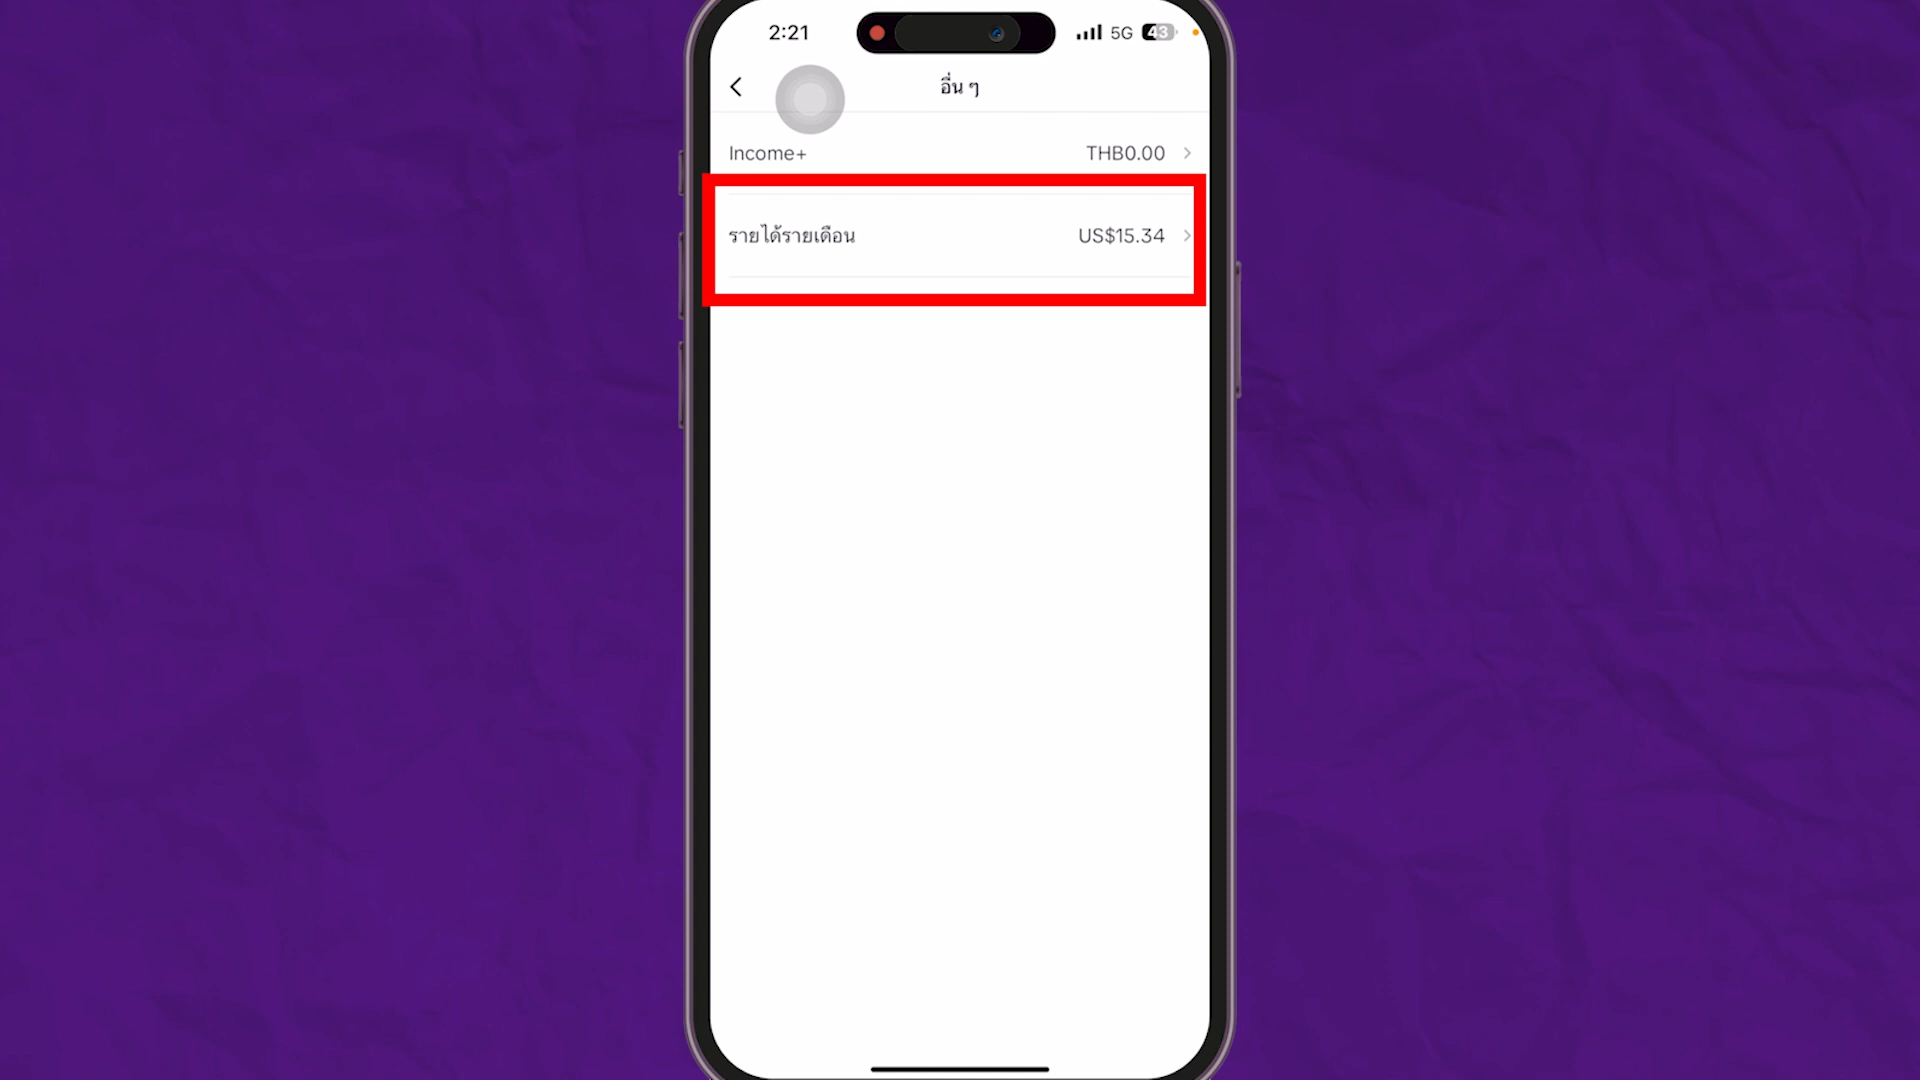 2:21
5G 43
อื่น ๆ
Income+ THB0.00
รายได้รายเดือน US$15.34